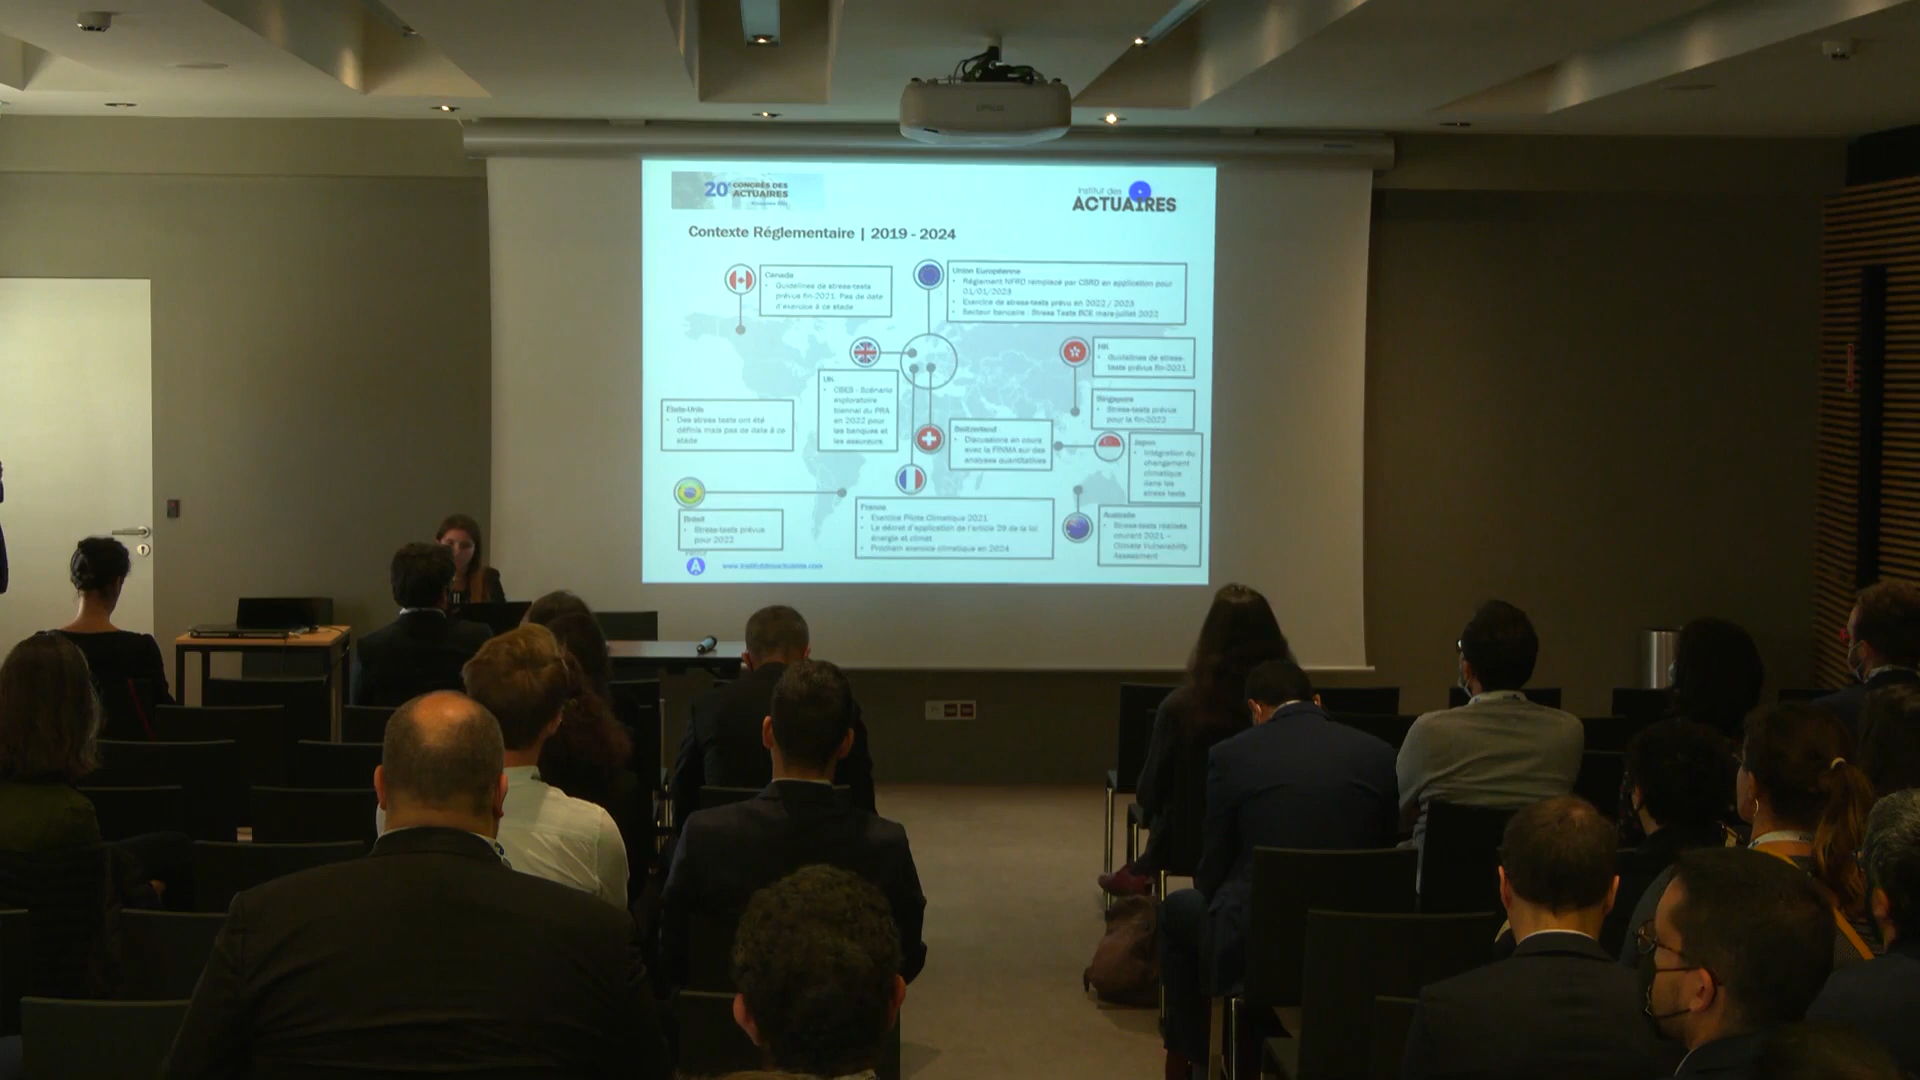 EPSON
20e CONGRÈS DES
ACTUAIRES
Institut des
ACTUAIRES
Contexte Réglementaire | 2019 - 2024
Canada
• Guidelines de stress-tests
prévus fin-2021. Pas de date
d'exercice à ce stade
Union Européenne
• Règlement NFRD remplacé par CSRD en application pour
01/01/2023
• Exercice de stress-tests prévu en 2022 / 2023
• Secteur bancaire : Stress Tests BCE mars-juillet 2022
HK
• Guidelines de stress-
tests prévus fin-2021
UK
• CBES - Scénario
exploratoire
biennal du PRA
en 2022 pour
les banques et
les assureurs
Etats-Unis
• Des stress tests ont été
définis mais pas de date à ce
stade
Singapore
• Stress-tests prévus
pour la fin-2022
Switzerland
• Discussions en cours
avec la FINMA sur des
analyses quantitatives
Japon
• Intégration du
changement
climatique
dans les
stress tests
Brésil
• Stress-tests prévus
pour 2022
France
• Exercice Pilote Climatique 2021
• Le décret d'application de l'article 29 de la loi
énergie et climat
• Prochain exercice climatique en 2024
Australie
• Stress-tests réalisés
courant 2021 –
Climate Vulnerability
Assessment
www.institutdesactuaires.com